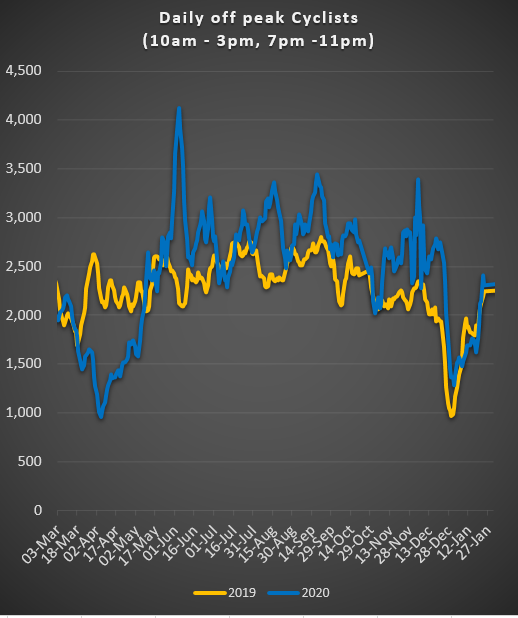 Daily off peak Cyclists
(10am - 3pm, 7pm -11pm)
4,500
4,000
3,500
3,000
2,500
2,000
1,500
1,000
500
0
03-Mar
18-Mar
02-Apr
17-Apr
02-May
17-May
01-Jun
16-Jun
01-Jul
16-Jul
31-Jul
15-Aug
30-Aug
14-Sep
29-Sep
14-Oct
29-Oct
13-Nov
28-Nov
13-Dec
28-Dec
12-Jan
27-Jan
2019
2020